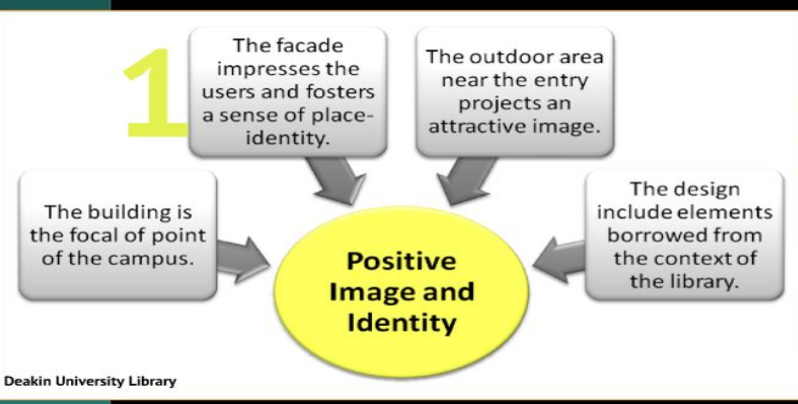 1
The facade
impresses the
users and fosters
a sense of place-
identity.
The outdoor area
near the entry
projects an
attractive image.
The building is
the focal of point
of the campus.
The design
include elements
borrowed from
the context of
the library.
Positive
Image and
Identity
Deakin University Library